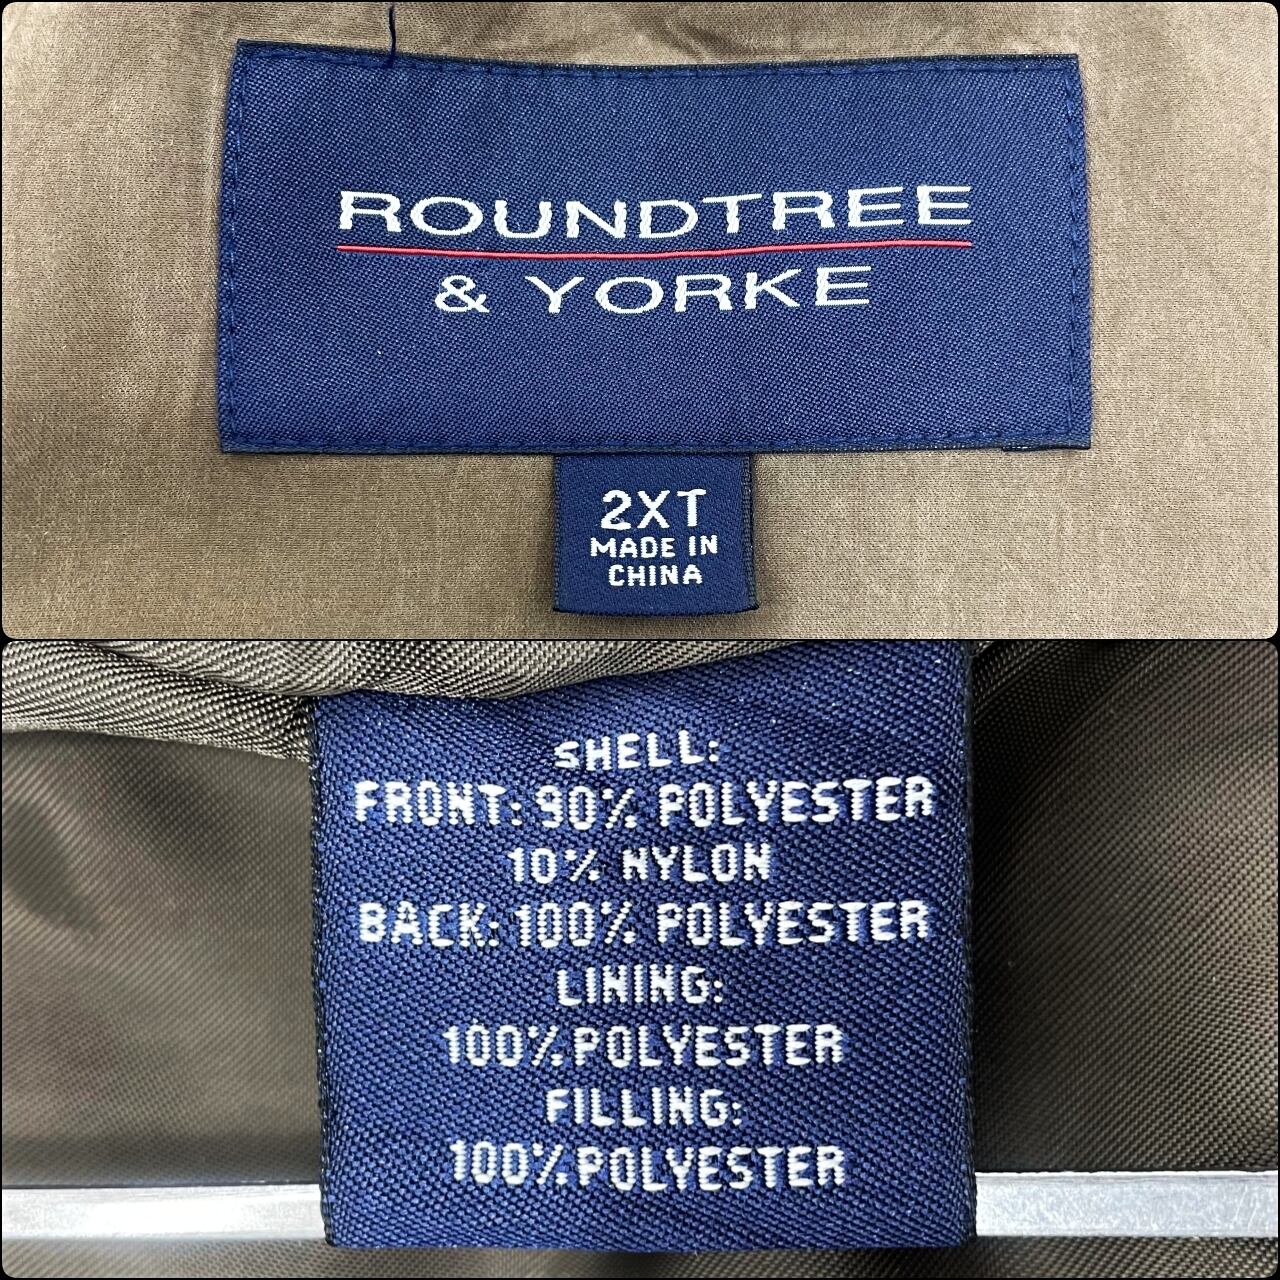 ROUNDTREE
& YORKE
2XT
MADE IN
CHINA
SHELL:
FRONT: 90% POLYESTER
10% NYLON
BACK: 100% POLYESTER
LINING:
100% POLYESTER
FILLING:
100% POLYESTER